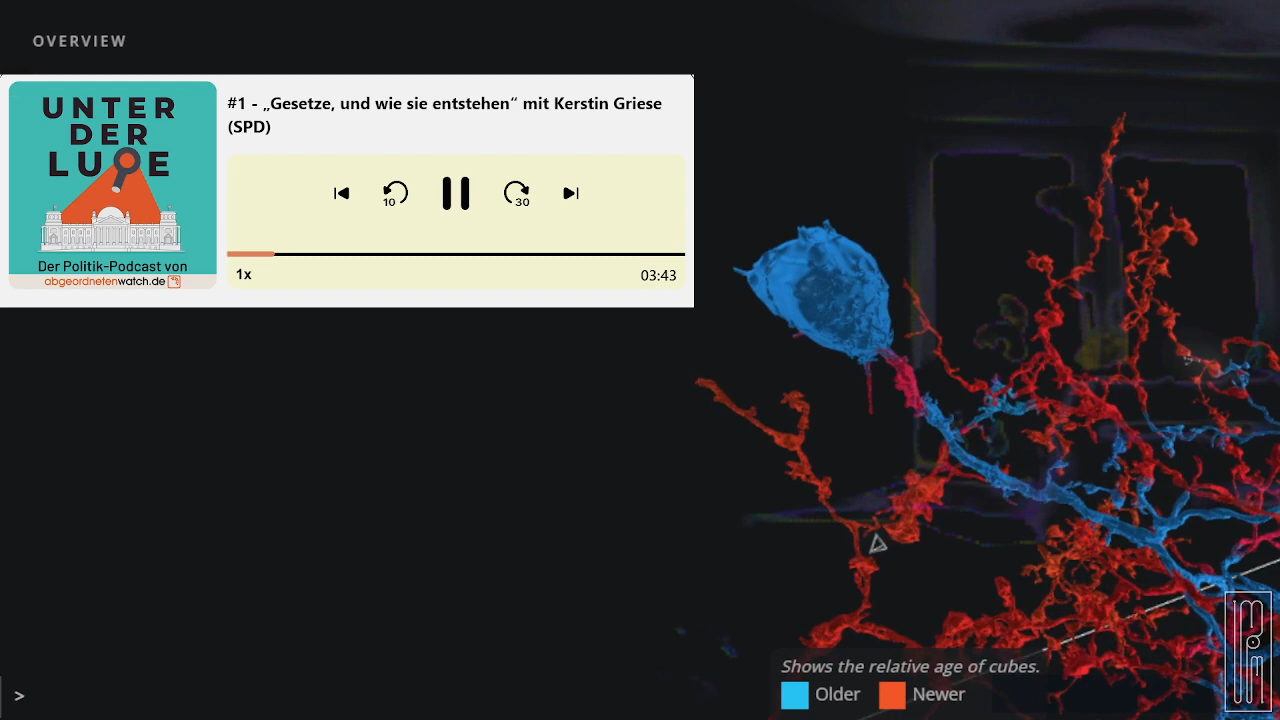 OVERVIEW
UNTER
DER
LUPE
Der Politik-Podcast von
abgeordnetenwatch.de
#1 - „Gesetze, und wie sie entstehen“ mit Kerstin Griese
(SPD)
10
30
1x
03:43
Shows the relative age of cubes.
Older
Newer
>